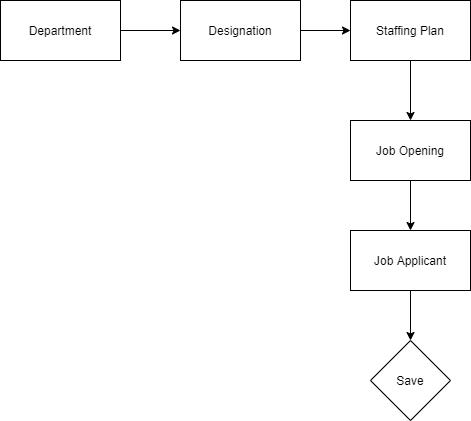 Department
Designation
Staffing Plan
Job Opening
Job Applicant
Save